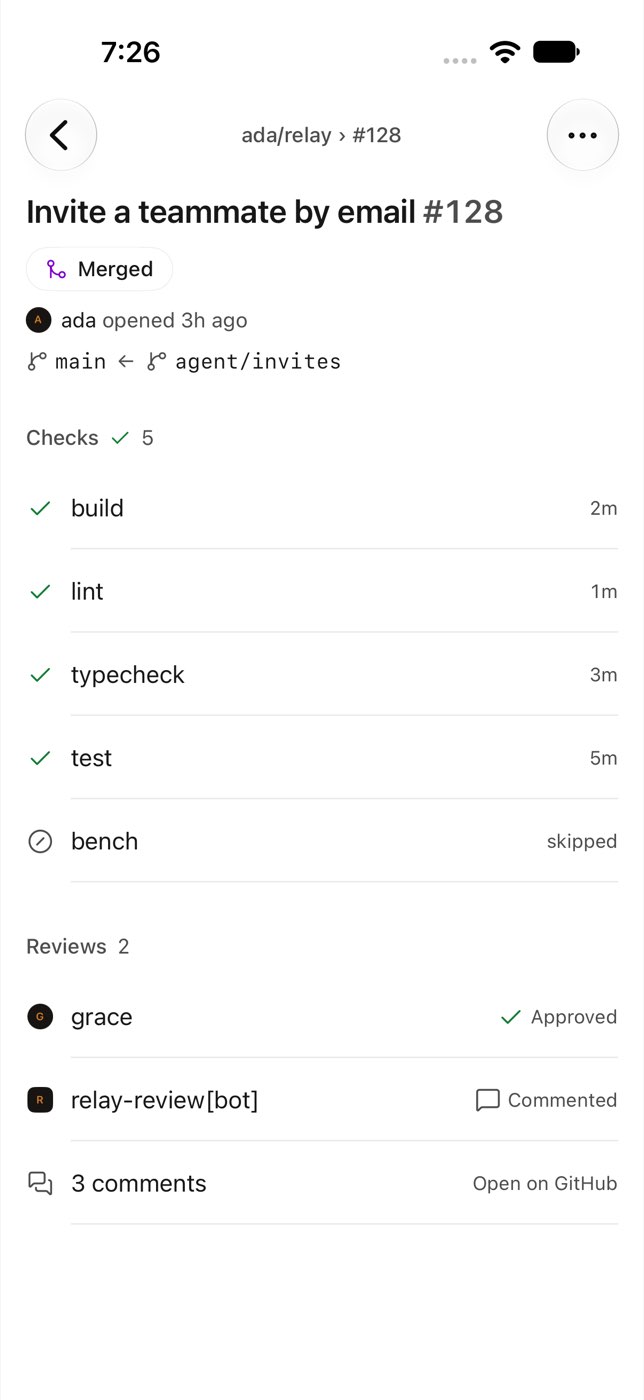 7:26
ada/relay › #128
Invite a teammate by email #128
Merged
A ada opened 3h ago
main ← agent/invites
Checks 5
build 2m
lint 1m
typecheck 3m
test 5m
bench skipped
Reviews 2
G grace Approved
R relay-review[bot] Commented
3 comments Open on GitHub